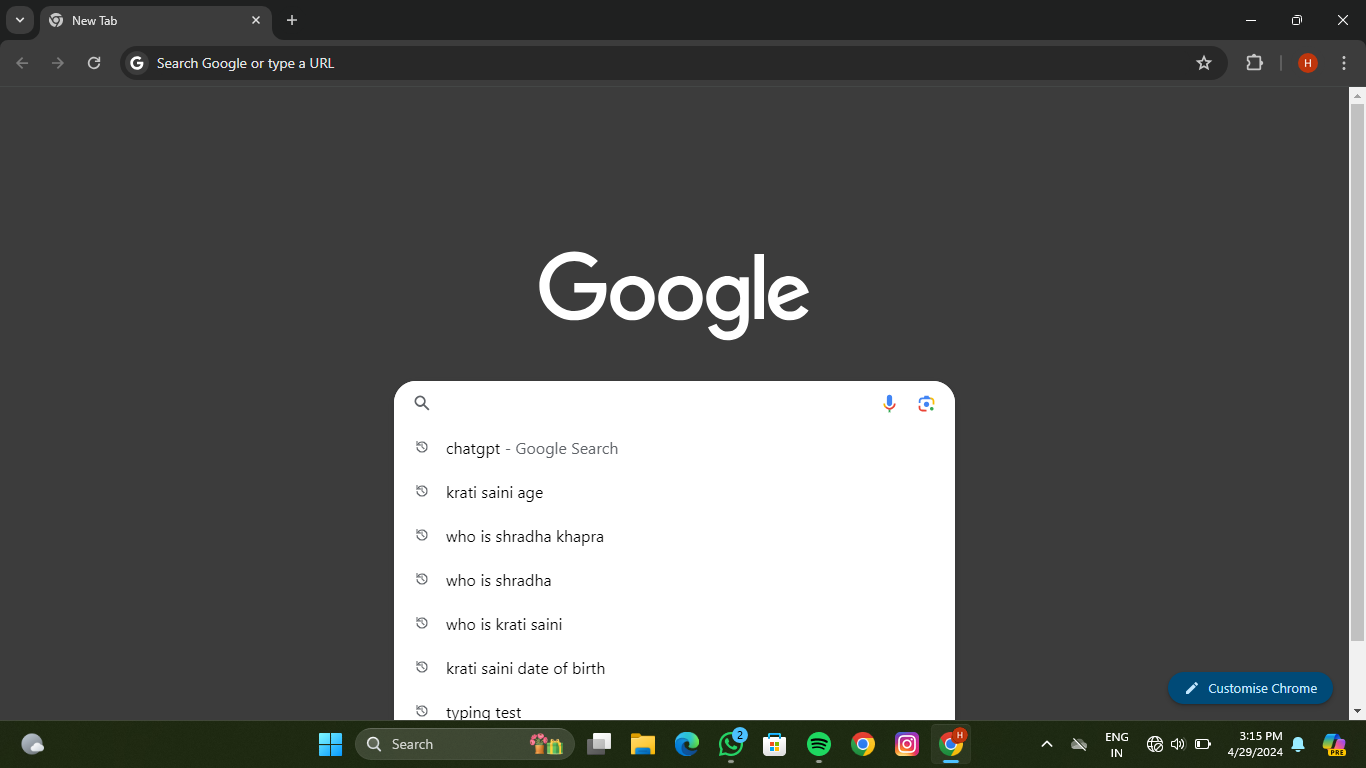 New Tab
Search Google or type a URL
H
Google
chatgpt - Google Search
krati saini age
who is shradha khapra
who is shradha
who is krati saini
krati saini date of birth
typing test
Customise Chrome
Search
2
H
ENG
IN
3:15 PM
4/29/2024
PRE